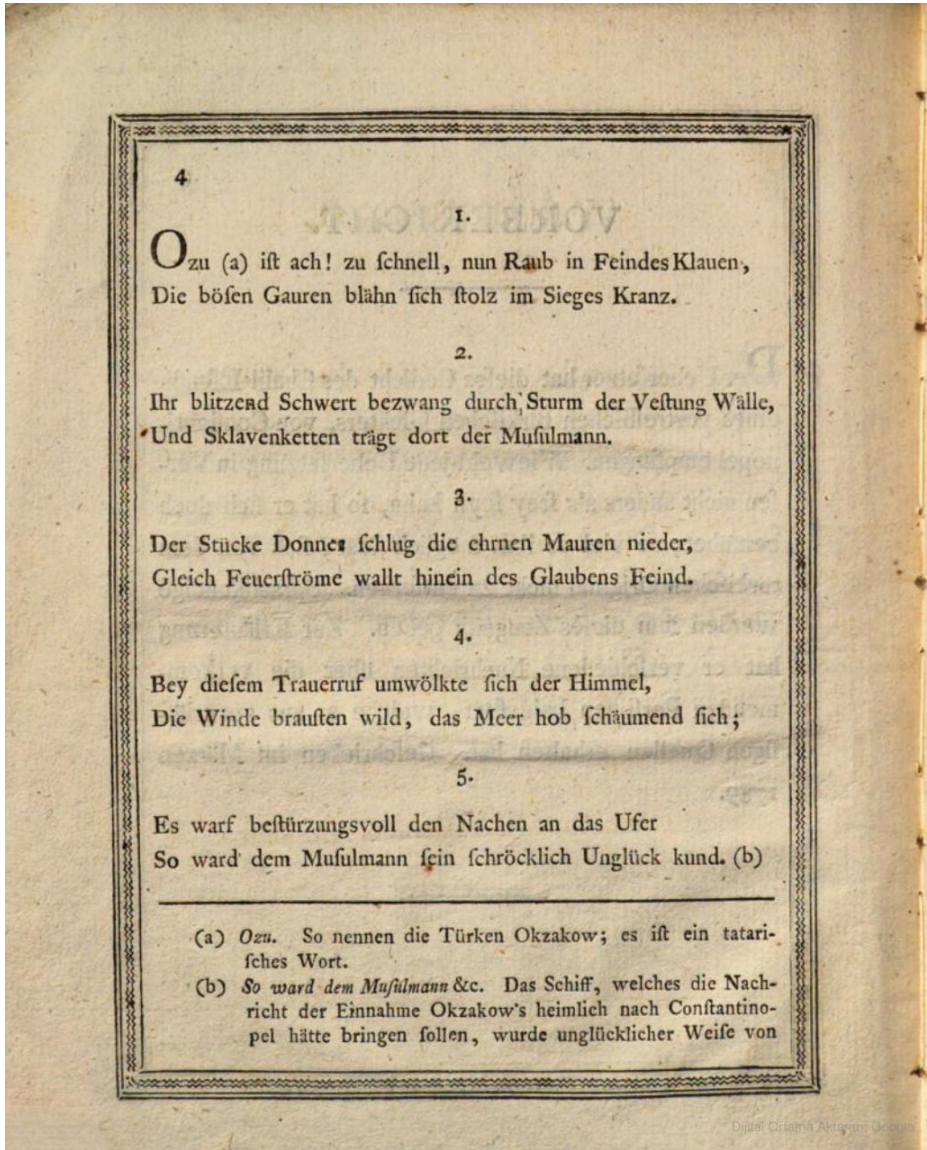 4
1.
Ozu (a) iſt ach! zu ſchnell, nun Raub in Feindes Klauen,
Die böſen Gauren blähn ſich ſtolz im Sieges Kranz.
2.
Ihr blitzend Schwert bezwang durch Sturm der Veſtung Wälle,
Und Sklavenketten trägt dort der Muſulmann.
3.
Der Stücke Donner ſchlug die ehrnen Mauren nieder,
Gleich Feuerſtröme wallt hinein des Glaubens Feind.
4.
Bey dieſem Trauerruf umwölkte ſich der Himmel,
Die Winde brauſten wild, das Meer hob ſchäumend ſich;
5.
Es warf beſtürzungsvoll den Nachen an das Ufer
So ward dem Muſulmann ſein ſchröcklich Unglück kund. (b)
(a) Ozu. So nennen die Türken Okzakow; es iſt ein tatari-
ſches Wort.
(b) So ward dem Muſulmann &c. Das Schiff, welches die Nach-
richt der Einnahme Okzakow's heimlich nach Conſtantino-
pel hätte bringen ſollen, wurde unglücklicher Weiſe von
Dijital Ortama Aktaran: Google